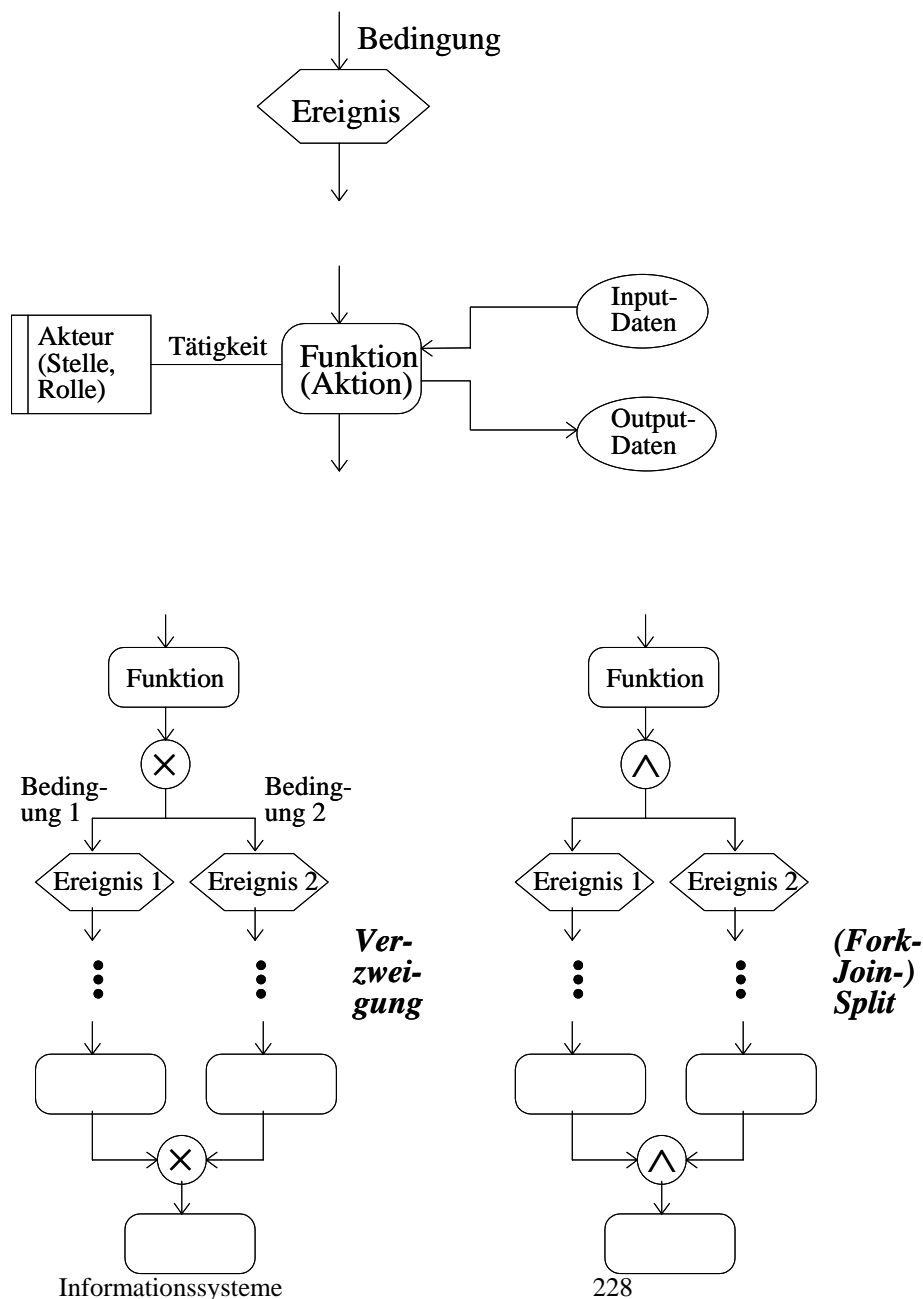 Bedingung
Ereignis
Akteur
(Stelle,
Rolle)
Tätigkeit
Funktion
(Aktion)
Input-
Daten
Output-
Daten
Funktion
Beding-
ung 1
Beding-
ung 2
Ereignis 1
Ereignis 2
Ver-
zwei-
gung
Funktion
Ereignis 1
Ereignis 2
(Fork-
Join-)
Split
Informationssysteme
228